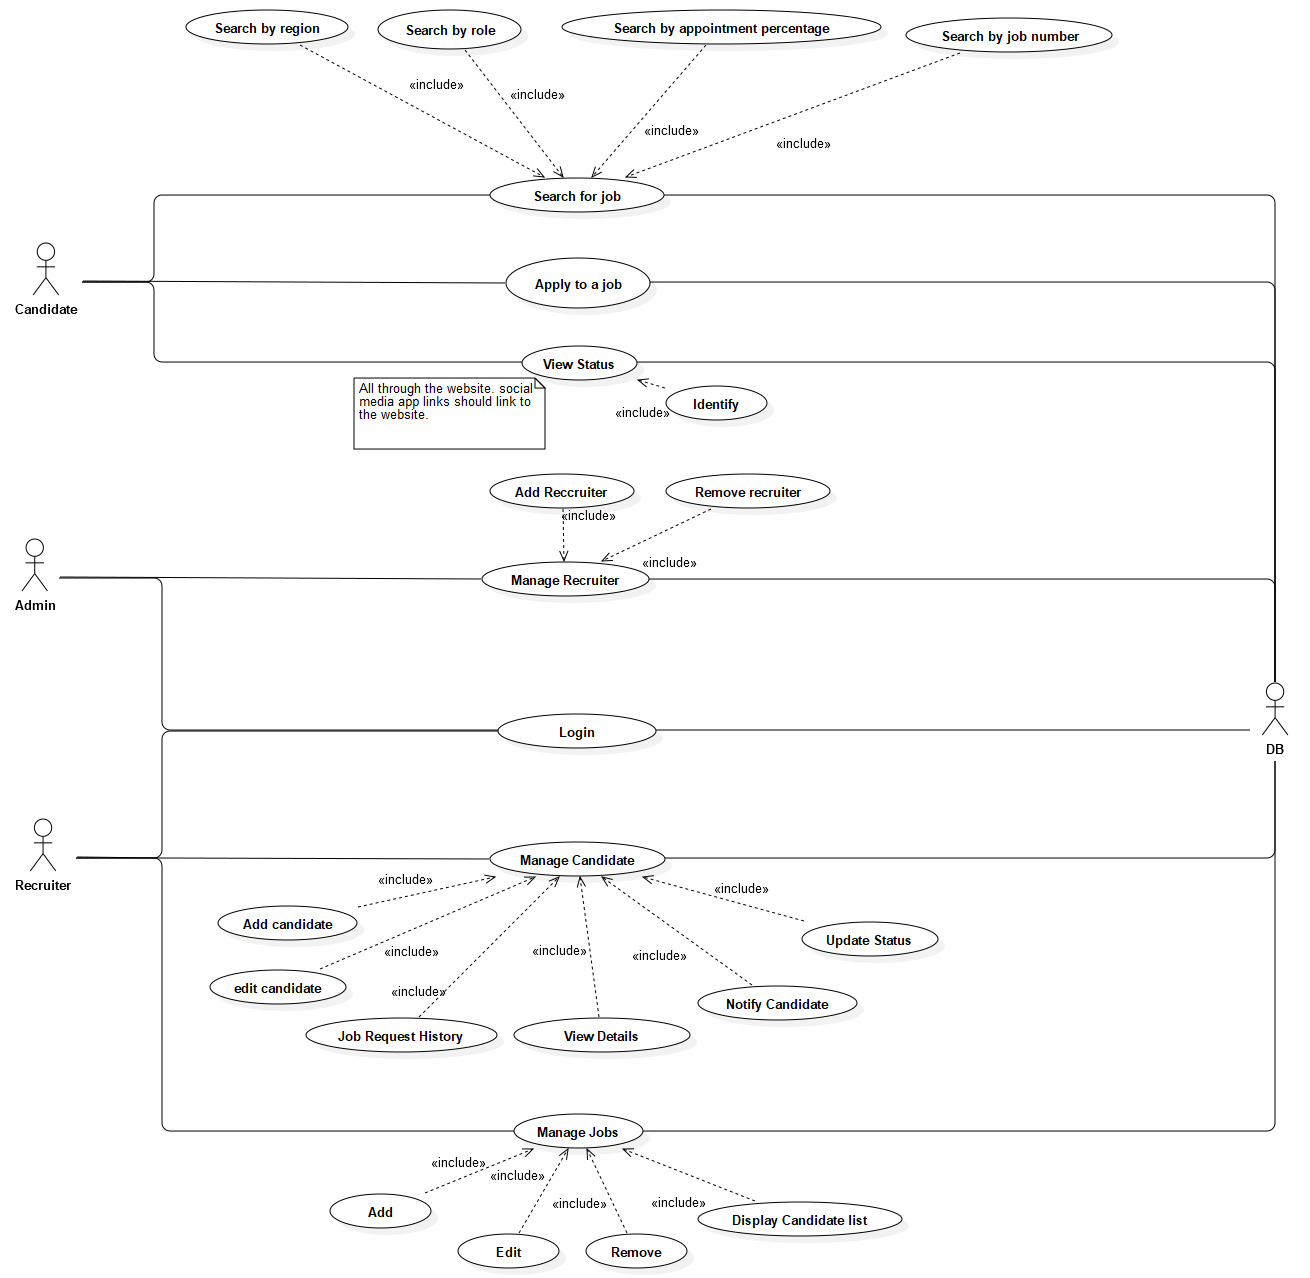 Search by region
Search by role
Search by appointment percentage
Search by job number
«include»
«include»
«include»
«include»
Search for job
Candidate
Apply to a job
View Status
All through the website. social
media app links should link to
the website.
«include»
Identify
Add Reccruiter
Remove recruiter
«include»
«include»
Admin
Manage Recruiter
Login
DB
Recruiter
Manage Candidate
«include»
«include»
Add candidate
Update Status
«include»
«include»
«include»
edit candidate
«include»
Notify Candidate
Job Request History
View Details
Manage Jobs
«include»
«include»
«include»
«include»
Add
Display Candidate list
Edit
Remove